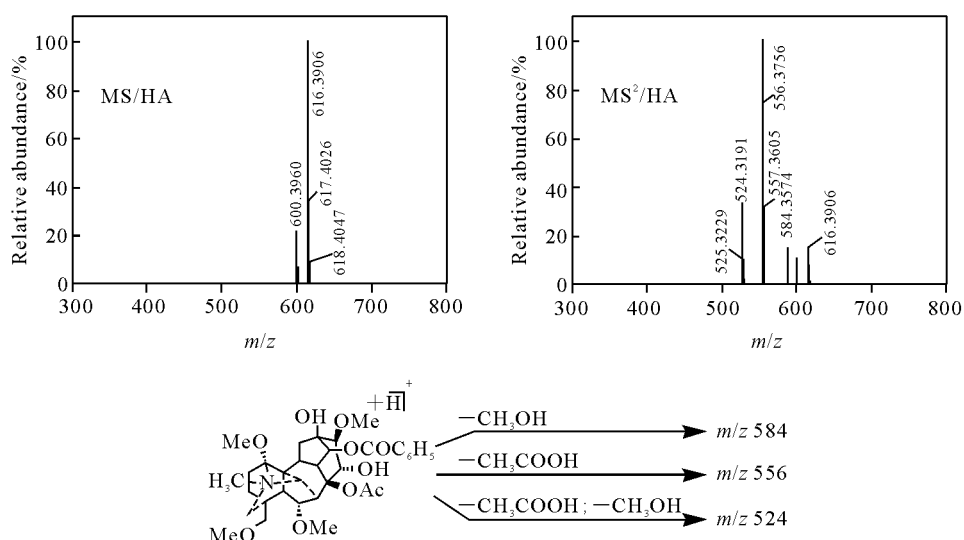 Relative abundance/%
100
80
60
40
20
0
MS/HA
600.3960
616.3906
617.4026
618.4047
300 400 500 600 700 800
m/z
Relative abundance/%
100
80
60
40
20
0
MS²/HA
525.3229
524.3191
556.3756
557.3605
584.3574
616.3906
300 400 500 600 700 800
m/z
+H⁺
OH
OMe
MeO
OCOC₆H₅
H₃C
N
OH
OAc
MeO
OMe
−CH₃OH
m/z 584
−CH₃COOH
m/z 556
−CH₃COOH; −CH₃OH
m/z 524